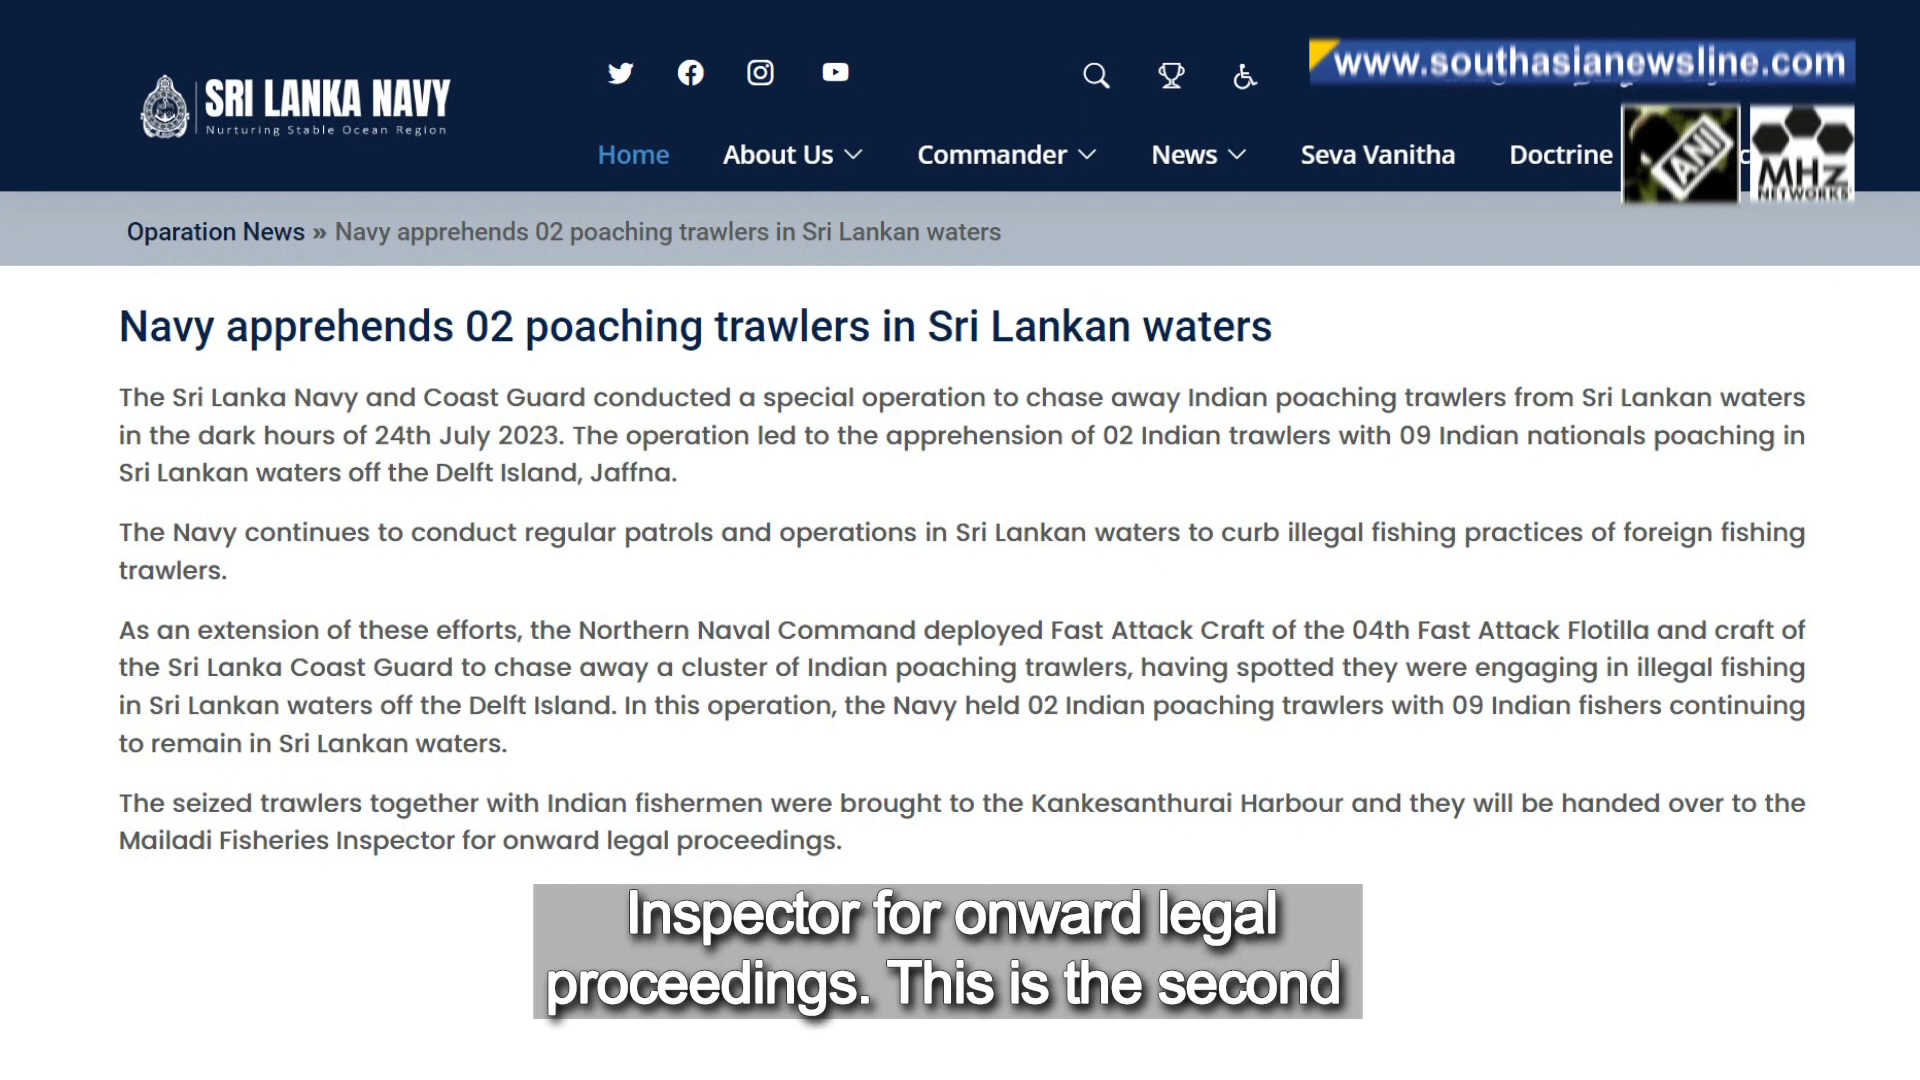 www.southasianewsline.com
SRI LANKA NAVY
Nurturing Stable Ocean Region
Home
About Us
Commander
News
Seva Vanitha
Doctrine
ANI
MHz
NETWORKS
Oparation News » Navy apprehends 02 poaching trawlers in Sri Lankan waters
Navy apprehends 02 poaching trawlers in Sri Lankan waters
The Sri Lanka Navy and Coast Guard conducted a special operation to chase away Indian poaching trawlers from Sri Lankan waters
in the dark hours of 24th July 2023. The operation led to the apprehension of 02 Indian trawlers with 09 Indian nationals poaching in
Sri Lankan waters off the Delft Island, Jaffna.
The Navy continues to conduct regular patrols and operations in Sri Lankan waters to curb illegal fishing practices of foreign fishing
trawlers.
As an extension of these efforts, the Northern Naval Command deployed Fast Attack Craft of the 04th Fast Attack Flotilla and craft of
the Sri Lanka Coast Guard to chase away a cluster of Indian poaching trawlers, having spotted they were engaging in illegal fishing
in Sri Lankan waters off the Delft Island. In this operation, the Navy held 02 Indian poaching trawlers with 09 Indian fishers continuing
to remain in Sri Lankan waters.
The seized trawlers together with Indian fishermen were brought to the Kankesanthurai Harbour and they will be handed over to the
Mailadi Fisheries Inspector for onward legal proceedings.
Inspector for onward legal
proceedings. This is the second